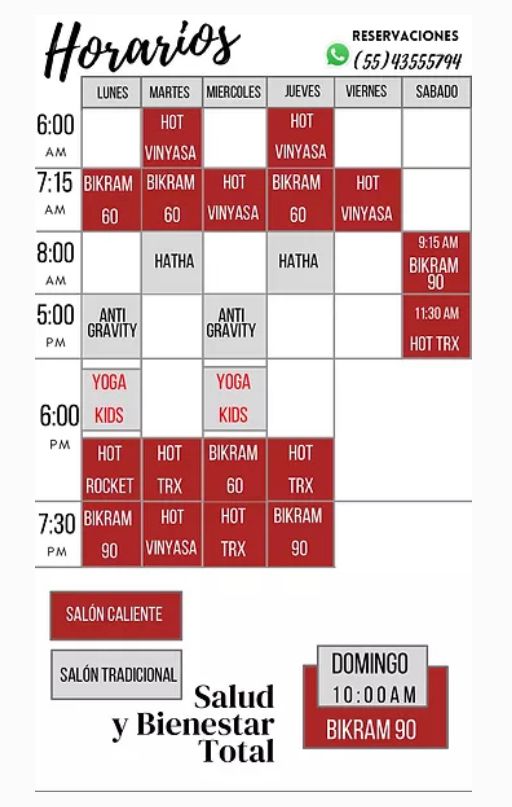 Horarios
RESERVACIONES
(55)43555794
LUNES MARTES MIERCOLES JUEVES VIERNES SABADO
6:00 AM
HOT VINYASA
HOT VINYASA
7:15 AM
BIKRAM 60
BIKRAM 60
HOT VINYASA
BIKRAM 60
HOT VINYASA
8:00 AM
HATHA
HATHA
9:15 AM
BIKRAM
90
5:00 PM
ANTI GRAVITY
ANTI GRAVITY
11:30 AM
HOT TRX
6:00 PM
YOGA KIDS
YOGA KIDS
HOT ROCKET
HOT TRX
BIKRAM 60
HOT TRX
7:30 PM
BIKRAM 90
HOT VINYASA
HOT TRX
BIKRAM 90
SALÓN CALIENTE
SALÓN TRADICIONAL
Salud
y Bienestar
Total
DOMINGO
10:00AM
BIKRAM 90